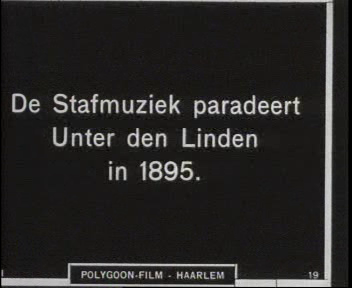 De Stafmuziek paradeert
Unter den Linden
in 1895.
POLYGOON-FILM - HAARLEM
19